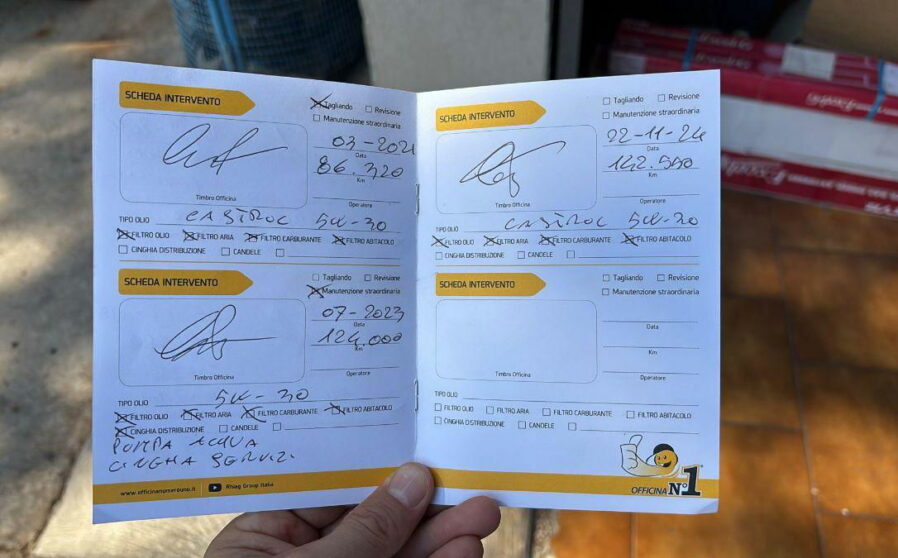 SCHEDA INTERVENTO
Tagliando Revisione
Manutenzione straordinaria
03-2021
Data
86.320
Km
Timbro Officina
Operatore
TIPO OLIO CASTROL 5W-30
FILTRO OLIO FILTRO ARIA FILTRO CARBURANTE FILTRO ABITACOLO
CINGHIA DISTRIBUZIONE CANDELE
SCHEDA INTERVENTO
Tagliando Revisione
Manutenzione straordinaria
07-2023
Data
124.000
Km
Timbro Officina
Operatore
TIPO OLIO 5W-30
FILTRO OLIO FILTRO ARIA FILTRO CARBURANTE FILTRO ABITACOLO
CINGHIA DISTRIBUZIONE CANDELE
POMPA ACQUA
CINGHIA SERVIZI
www.officinanumerouno.it Rhiag Group Italia
SCHEDA INTERVENTO
Tagliando Revisione
Manutenzione straordinaria
22-11-24
Data
142.550
Km
Timbro Officina
Operatore
TIPO OLIO CASTROL 5W-30
FILTRO OLIO FILTRO ARIA FILTRO CARBURANTE FILTRO ABITACOLO
CINGHIA DISTRIBUZIONE CANDELE
SCHEDA INTERVENTO
Tagliando Revisione
Manutenzione straordinaria
Data
Km
Timbro Officina
Operatore
TIPO OLIO
FILTRO OLIO FILTRO ARIA FILTRO CARBURANTE FILTRO ABITACOLO
CINGHIA DISTRIBUZIONE CANDELE
OFFICINA N°1